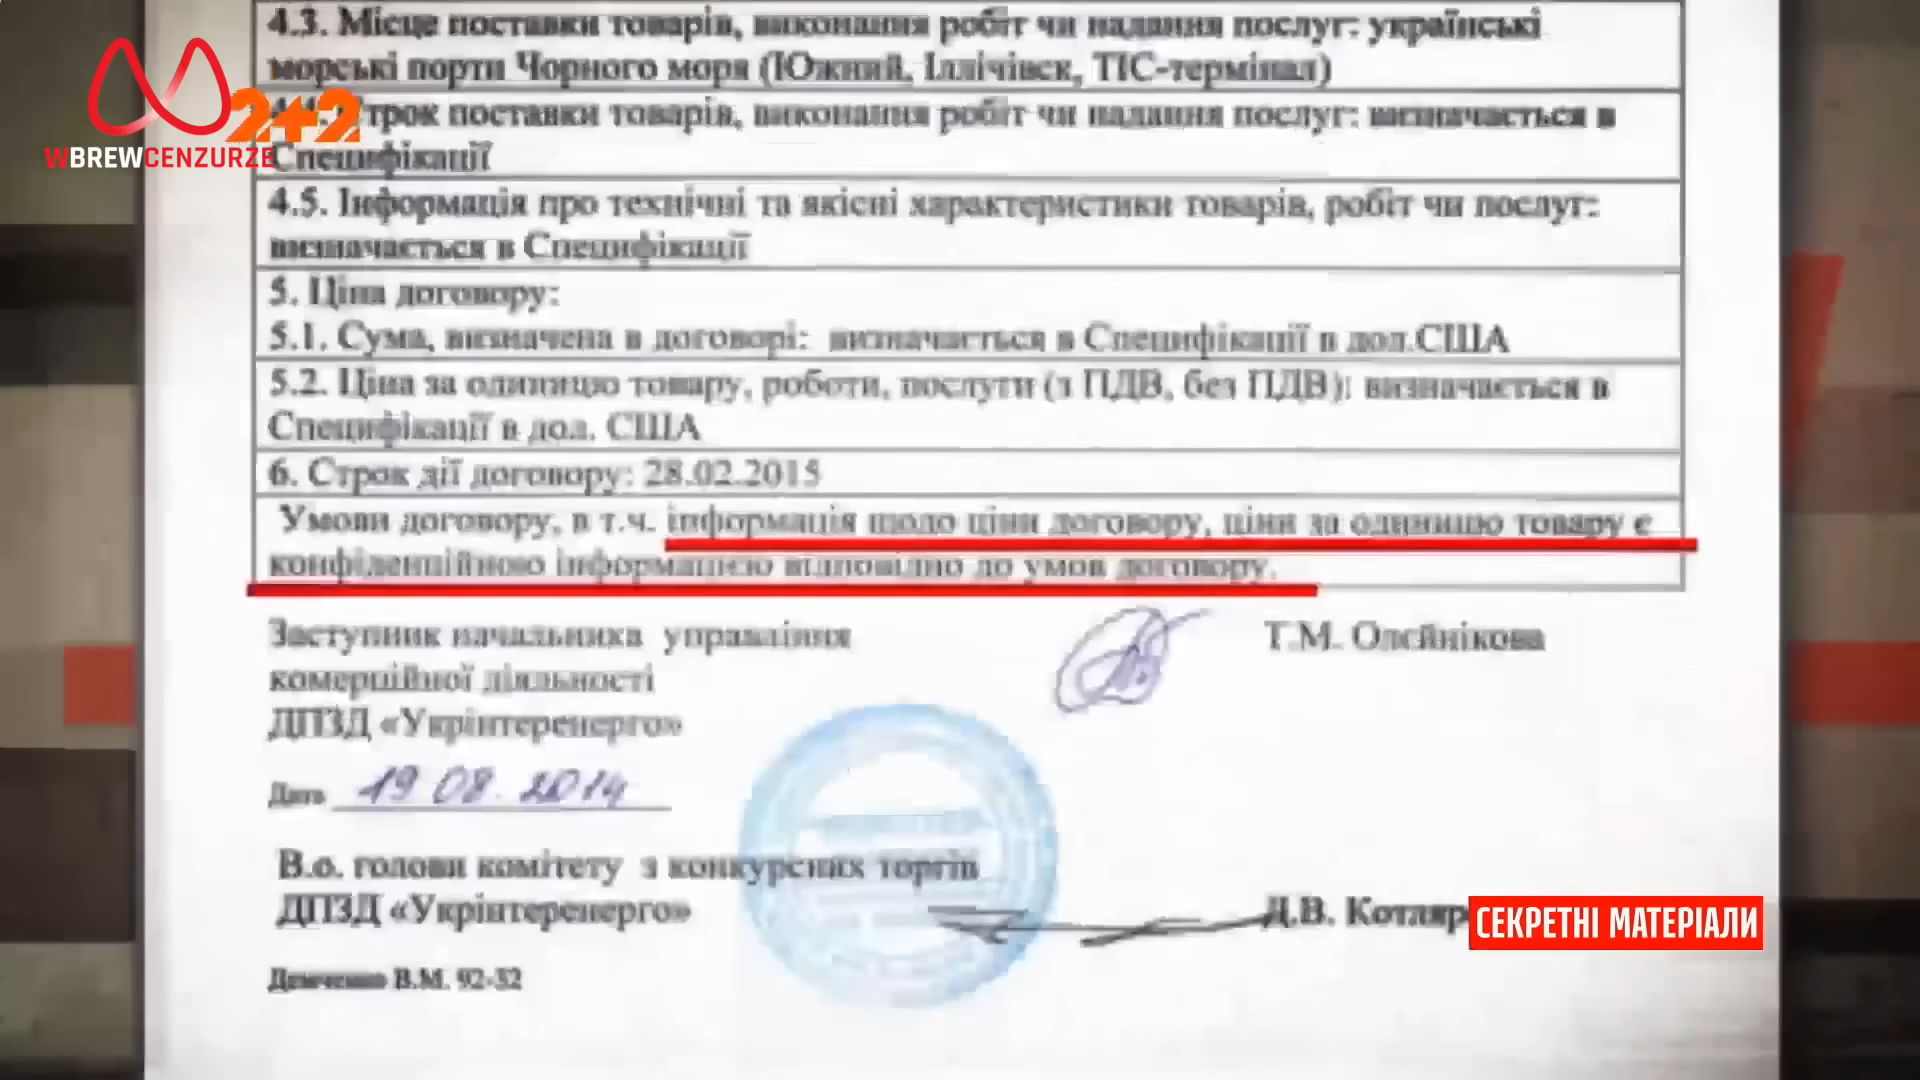 4.3. Місце поставки товарів, виконання робіт чи надання послуг: українські
морські порти Чорного моря (Южний, Іллічівск, ТІС-термінал)
2+2
WBREWCENZURZE
Строк поставки товарів, виконання робіт чи надання послуг: визначається в
Специфікації
4.5. Інформація про технічні та якісні характеристики товарів, робіт чи послуг:
визначається в Специфікації
5. Ціна договору:
5.1. Сума, визначена в договорі: визначається в Специфікації в дол.США
5.2. Ціна за одиницю товару, роботи, послуги (з ПДВ, без ПДВ): визначається в
Специфікації в дол. США
6. Строк дії договору: 28.02.2015
Умови договору, в т.ч. інформація щодо ціни договору, ціни за одиницю товару є
конфіденційною інформацією відповідно до умов договору.
Заступник начальника управління
комерційної діяльності
ДПЗД «Укрінтеренерго»
Т.М. Олєйнікова
Дата 19 08. 2014
В.о. голови комітету з конкурсних торгів
ДПЗД «Укрінтеренерго»
Д.В. Котляр
СЕКРЕТНІ МАТЕРІАЛИ
Демченко В.М. 92-32